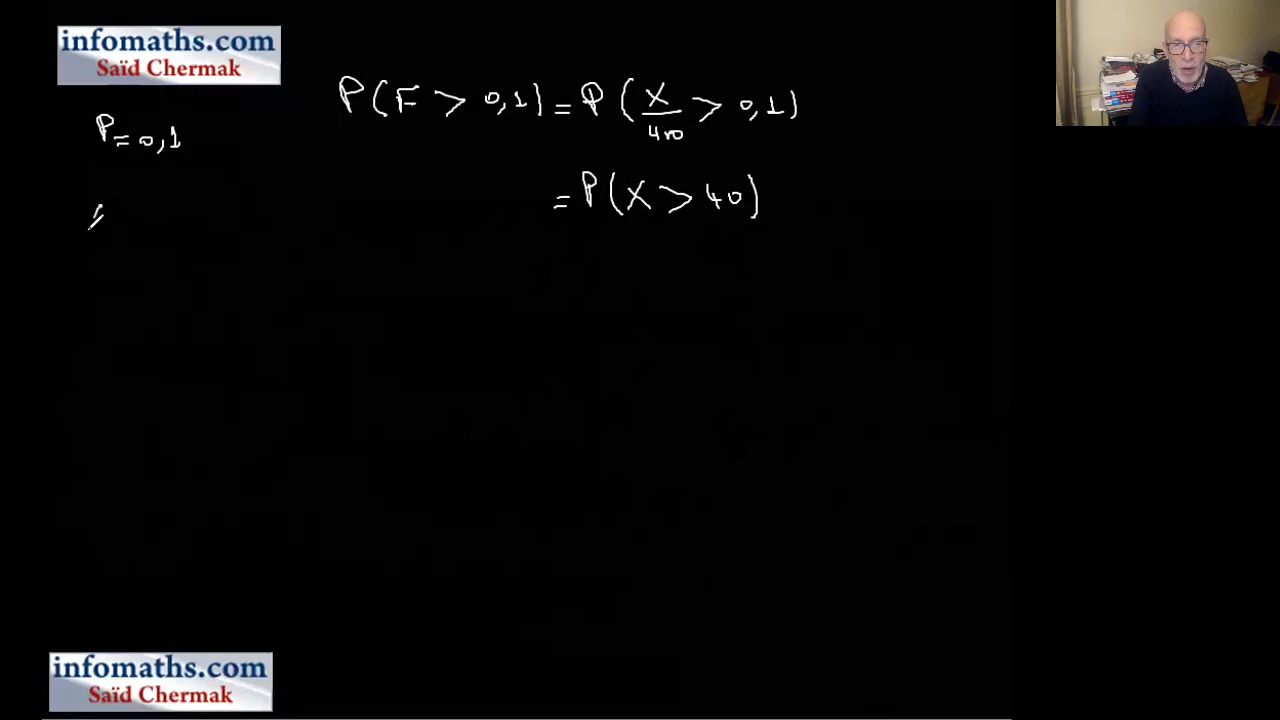 infomaths.com
Saïd Chermak
P(F > 0,1) = P(X/400 > 0,1)
P = 0,1
= P(X > 40)
infomaths.com
Saïd Chermak